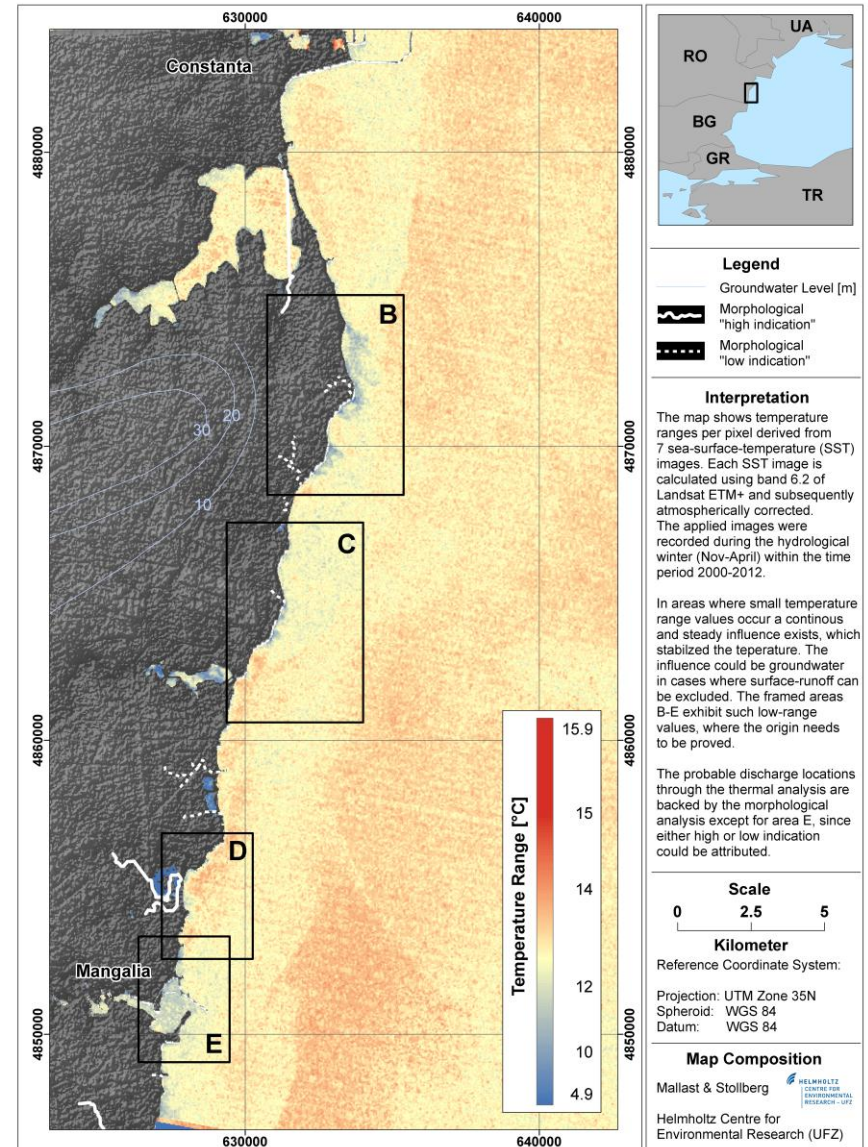 630000
640000
Constanta
4880000
4880000
B
4870000
4870000
20
30
10
C
4860000
4860000
D
Mangalia
E
4850000
4850000
Temperature Range [°C]
15.9
15
14
12
10
4.9
630000
640000
UA
RO
BG
GR
TR
Legend
Groundwater Level [m]
Morphological
"high indication"
Morphological
"low indication"
Interpretation
The map shows temperature
ranges per pixel derived from
7 sea-surface-temperature (SST)
images. Each SST image is
calculated using band 6.2 of
Landsat ETM+ and subsequently
atmospherically corrected.
The applied images were
recorded during the hydrological
winter (Nov-April) within the time
period 2000-2012.
In areas where small temperature
range values occur a continous
and steady influence exists, which
stabilzed the teperature. The
influence could be groundwater
in cases where surface-runoff can
be excluded. The framed areas
B-E exhibit such low-range
values, where the origin needs
to be proved.
The probable discharge locations
through the thermal analysis are
backed by the morphological
analysis except for area E, since
either high or low indication
could be attributed.
Scale
0 2.5 5
Kilometer
Reference Coordinate System:
Projection: UTM Zone 35N
Spheroid: WGS 84
Datum: WGS 84
Map Composition
Mallast & Stollberg
HELMHOLTZ
CENTRE FOR
ENVIRONMENTAL
RESEARCH – UFZ
Helmholtz Centre for
Environmental Research (UFZ)